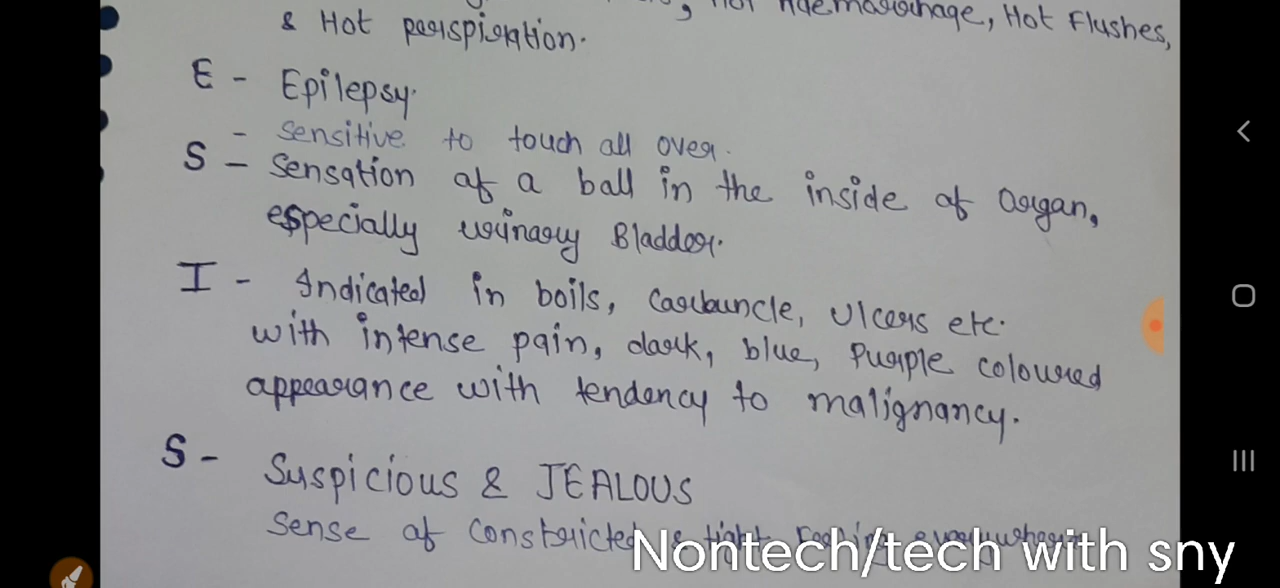 Haemorrhage, Hot Flushes,
& Hot perspiration.
E - Epilepsy.
- Sensitive to touch all over.
S - Sensation of a ball in the inside of Organ,
especially urinary Bladder.
I - Indicated in boils, Carbuncle, Ulcers etc.
with intense pain, dark, blue, Purple coloured
appearance with tendency to malignancy.
S - Suspicious & JEALOUS
Sense of Constricted & tight everywhere
Nontech/tech with sny